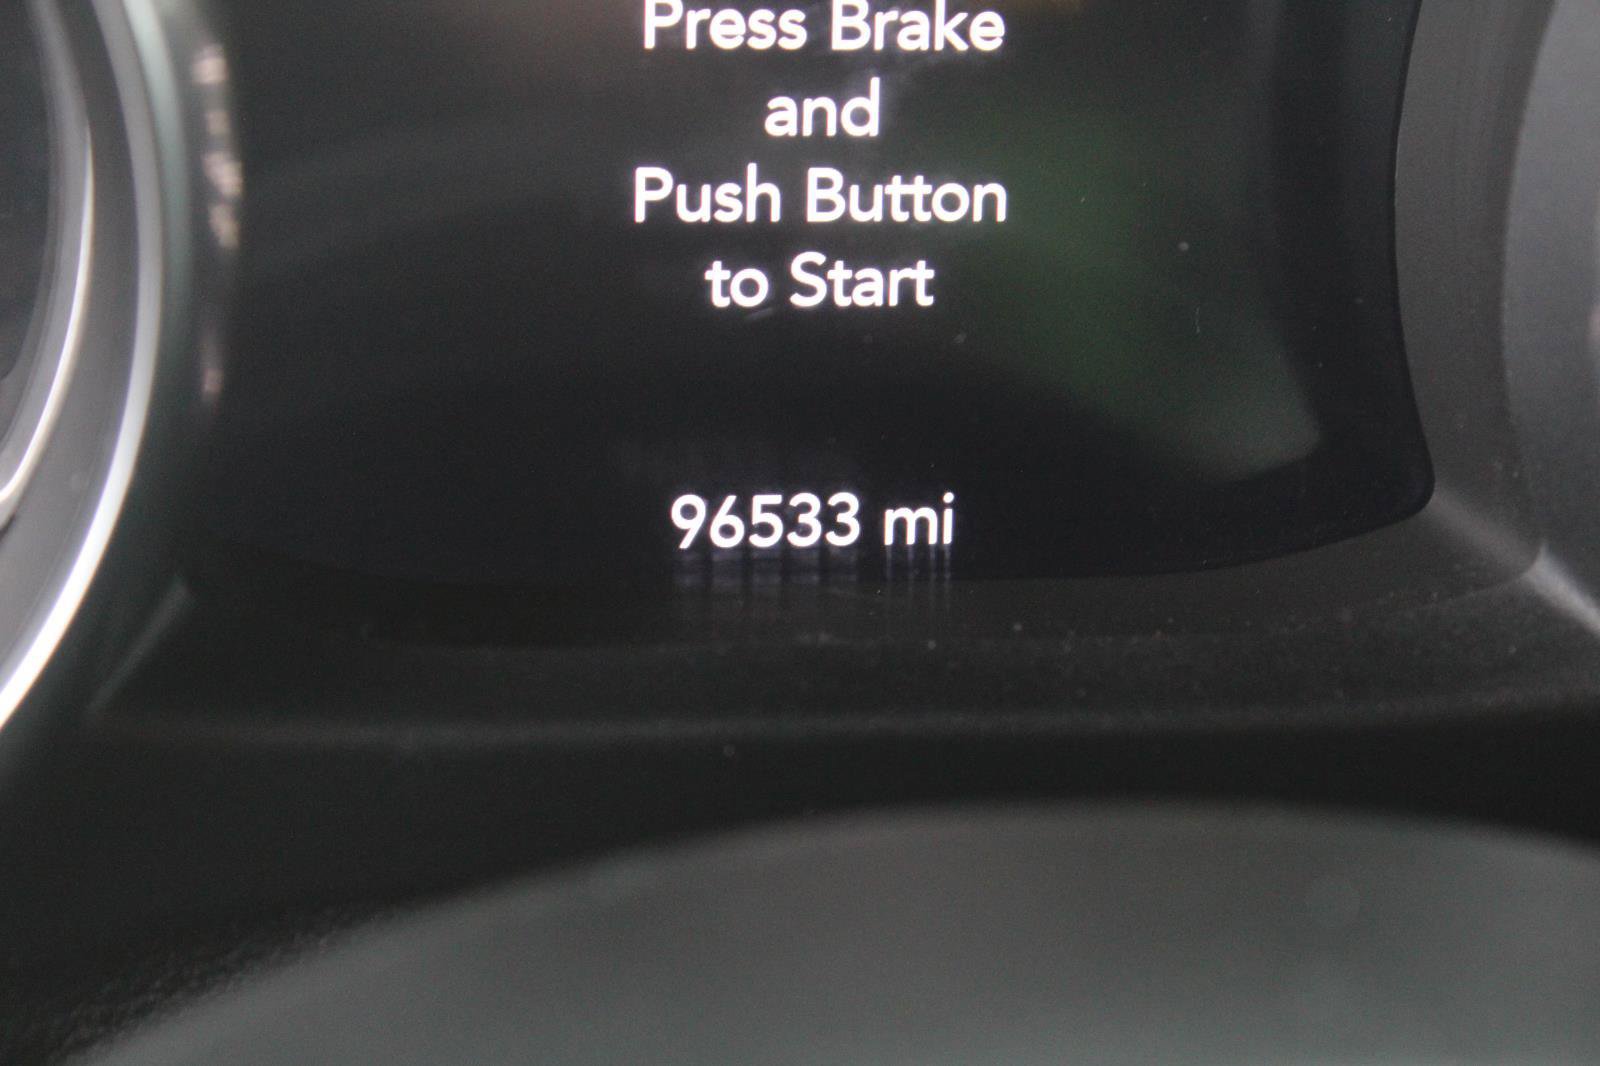 Press Brake
and
Push Button
to Start
96533 mi